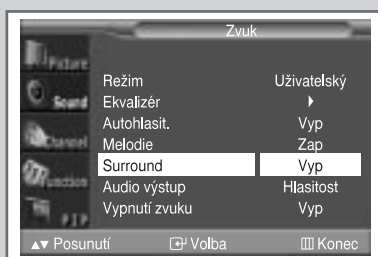 Zvuk
Picture
Režim Uživatelský
Sound
Ekvalizér
Autohlasit. Vyp
Channel
Melodie Zap
Surround Vyp
Function
Audio výstup Hlasitost
PIP
Vypnutí zvuku Vyp
▲▼ Posunutí Volba Konec